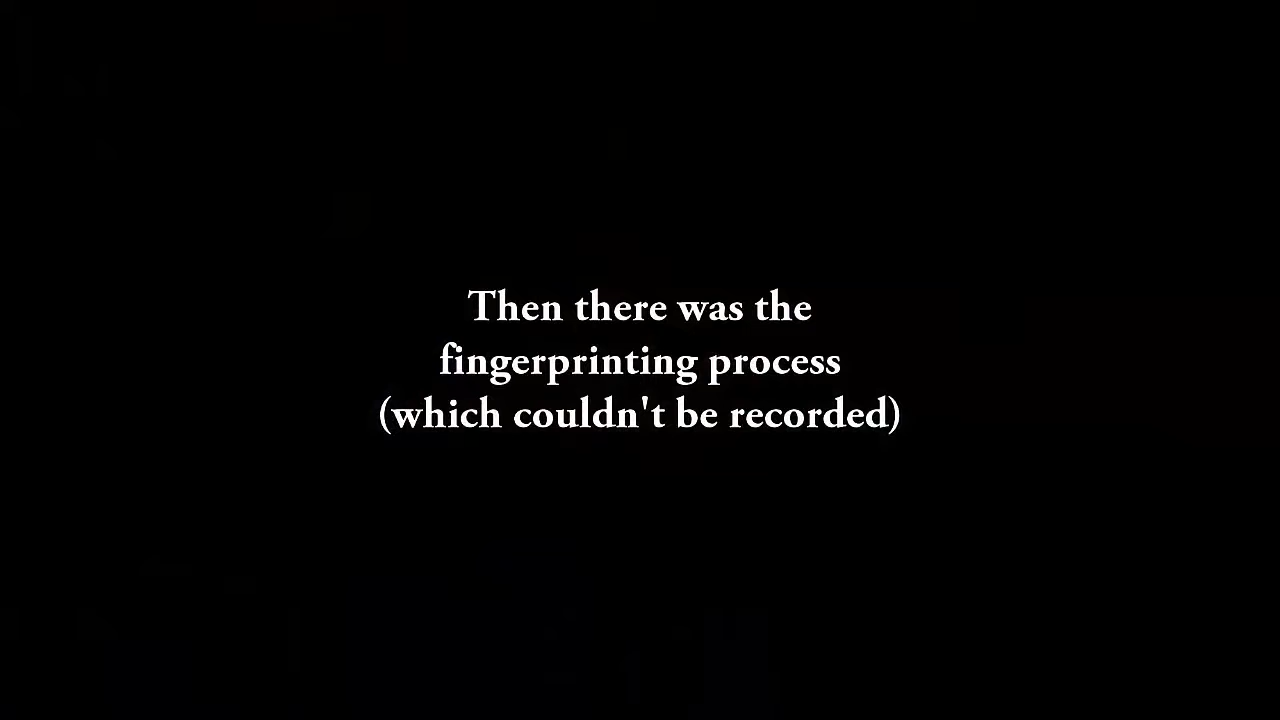 Then there was the
fingerprinting process
(which couldn't be recorded)